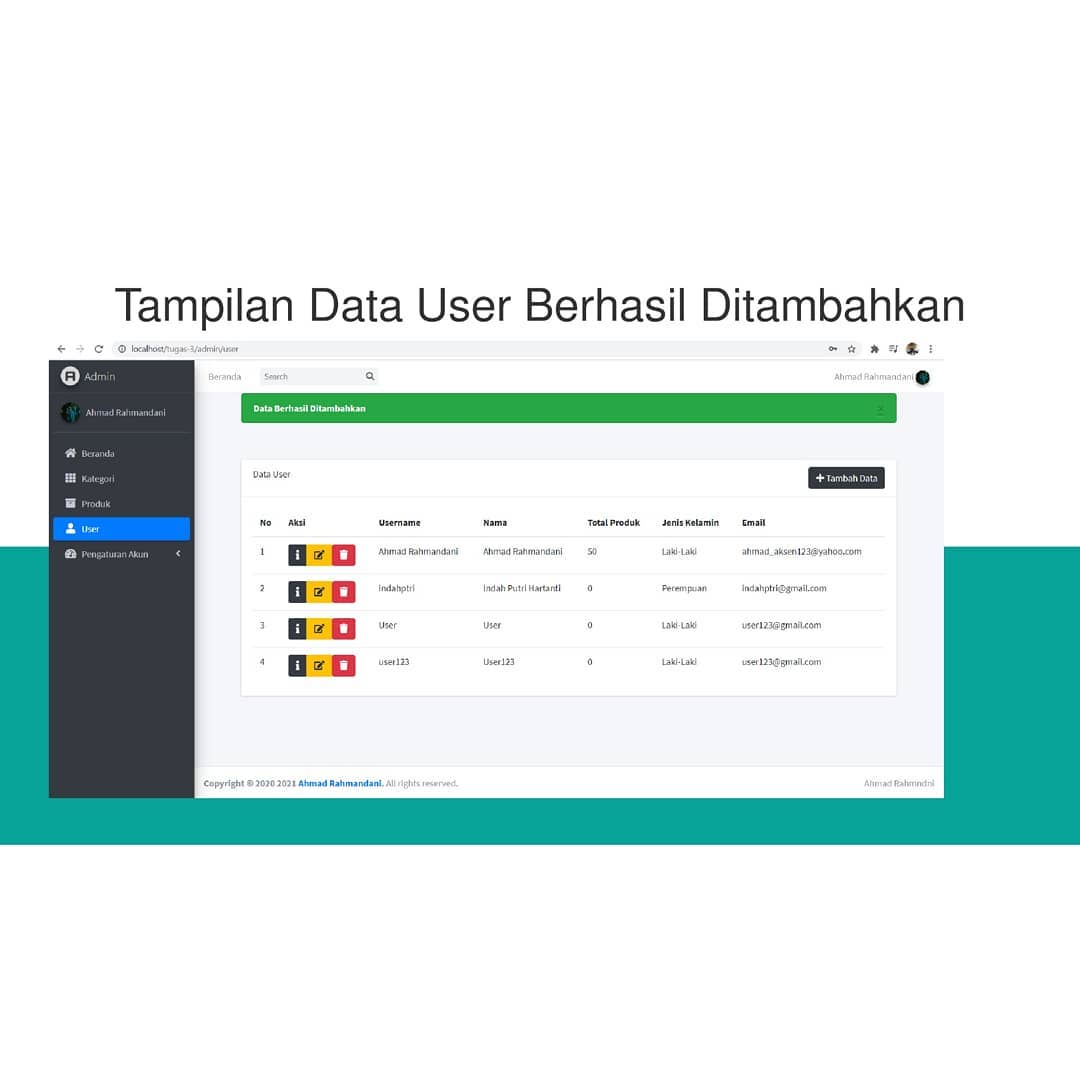 Tampilan Data User Berhasil Ditambahkan
localhost/tugas-3/admin/user
Admin
Beranda
Search
Ahmad Rahmandani
Ahmad Rahmandani
Data Berhasil Ditambahkan
x
Beranda
Kategori
Produk
User
Pengaturan Akun
Data User
Tambah Data
No Aksi Username Nama Total Produk Jenis Kelamin Email
1 Ahmad Rahmandani Ahmad Rahmandani 50 Laki-Laki ahmad_aksen123@yahoo.com
2 indahptri Indah Putri Hartanti 0 Perempuan indahptri@gmail.com
3 User User 0 Laki-Laki user123@gmail.com
4 user123 User123 0 Laki-Laki user123@gmail.com
Copyright © 2020 2021 Ahmad Rahmandani. All rights reserved.
Ahmad Rahmndni